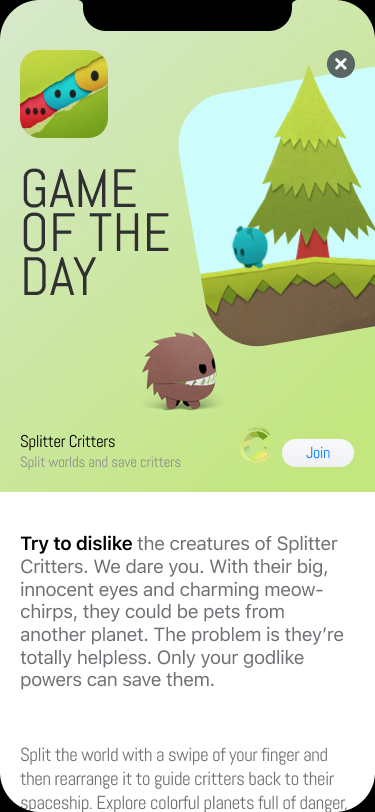 GAME
OF THE
DAY
Splitter Critters
Split worlds and save critters
Join
Try to dislike the creatures of Splitter
Critters. We dare you. With their big,
innocent eyes and charming meow-
chirps, they could be pets from
another planet. The problem is they’re
totally helpless. Only your godlike
powers can save them.
Split the world with a swipe of your finger and
then rearrange it to guide critters back to their
spaceship. Explore colorful planets full of danger,